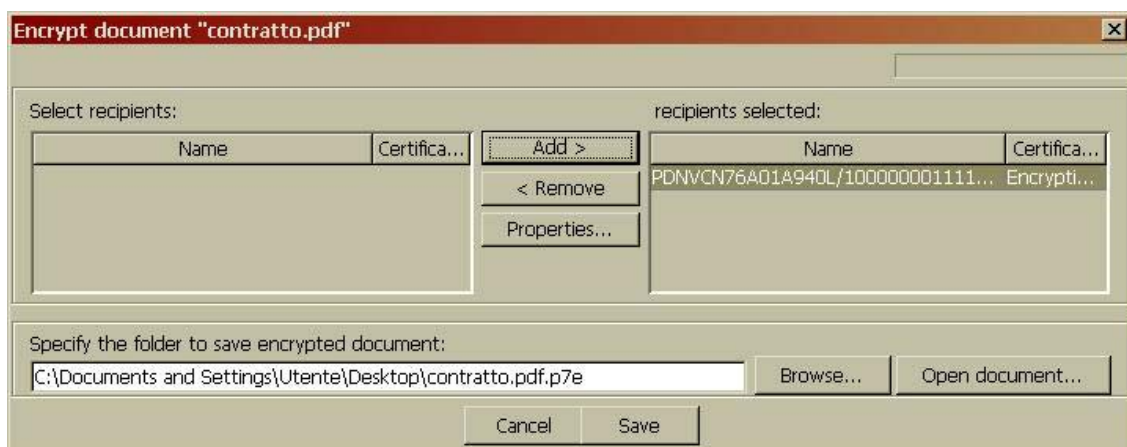 Encrypt document "contratto.pdf"
Select recipients:
recipients selected:
Name Certifica...
Add >
Name Certifica...
PDNVCN76A01A940L/100000001111... Encrypti...
< Remove
Properties...
Specify the folder to save encrypted document:
C:\Documents and Settings\Utente\Desktop\contratto.pdf.p7e
Browse...
Open document...
Cancel
Save